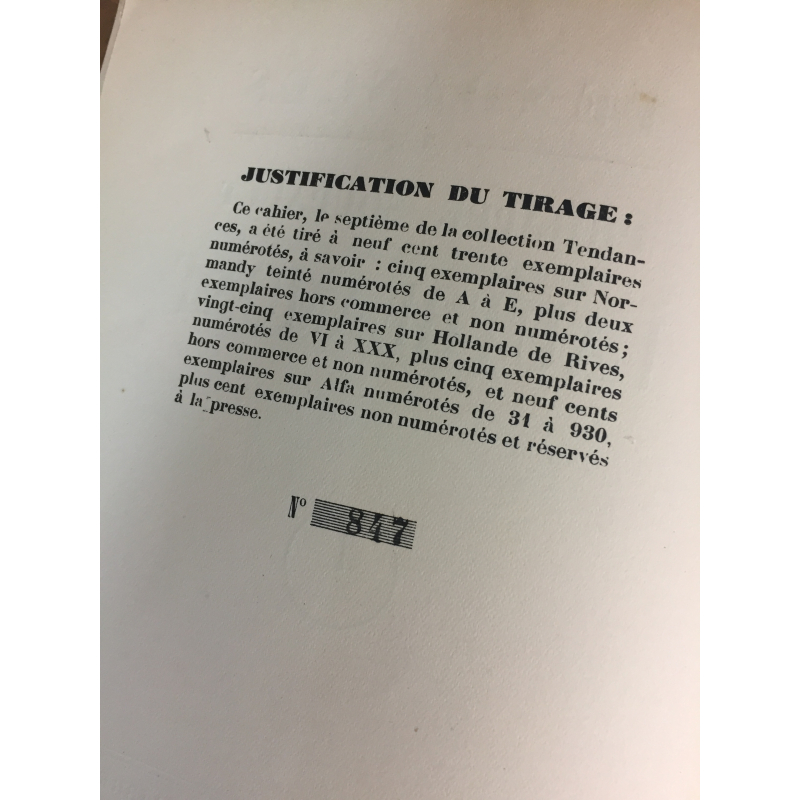 JUSTIFICATION DU TIRAGE :
Ce cahier, le septième de la collection Tendan-
ces, a été tiré à neuf cent trente exemplaires
numérotés, à savoir : cinq exemplaires sur Nor-
mandy teinté numérotés de A à E, plus deux
exemplaires hors commerce et non numérotés ;
vingt-cinq exemplaires sur Hollande de Rives,
numérotés de VI à XXX, plus cinq exemplaires
hors commerce et non numérotés, et neuf cents
exemplaires sur Alfa numérotés de 31 à 930,
plus cent exemplaires non numérotés et réservés
à la presse.
N° 847